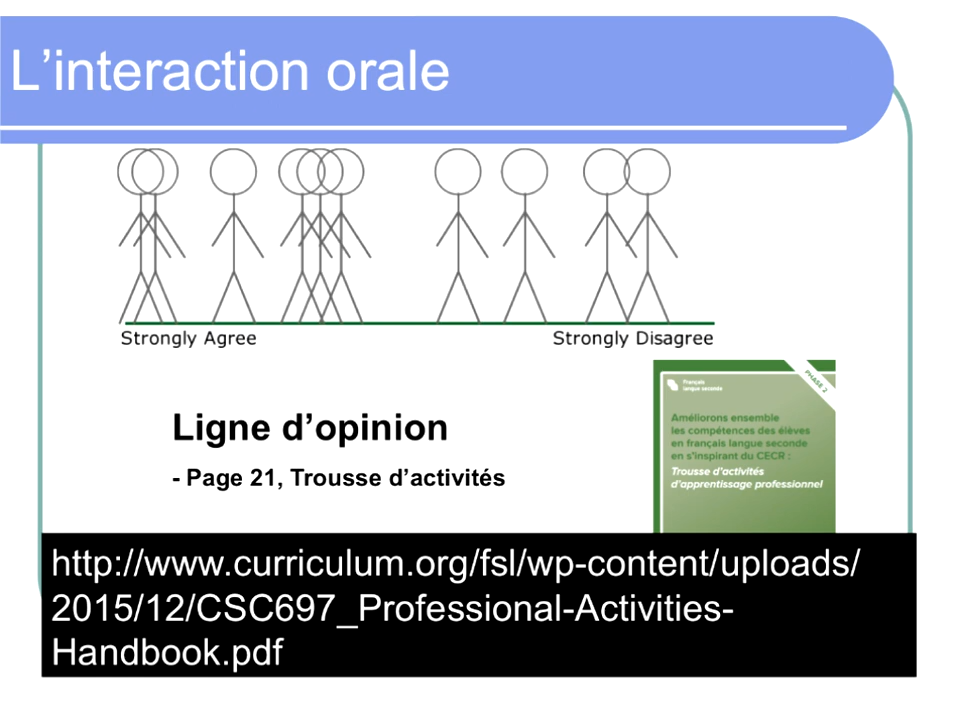 L’interaction orale
Strongly Agree
Strongly Disagree
Ligne d’opinion
- Page 21, Trousse d’activités
PHASE 2
Français
langue seconde
Améliorons ensemble
les compétences des élèves
en français langue seconde
en s'inspirant du CECR :
Trousse d’activités
d’apprentissage professionnel
http://www.curriculum.org/fsl/wp-content/uploads/
2015/12/CSC697_Professional-Activities-
Handbook.pdf